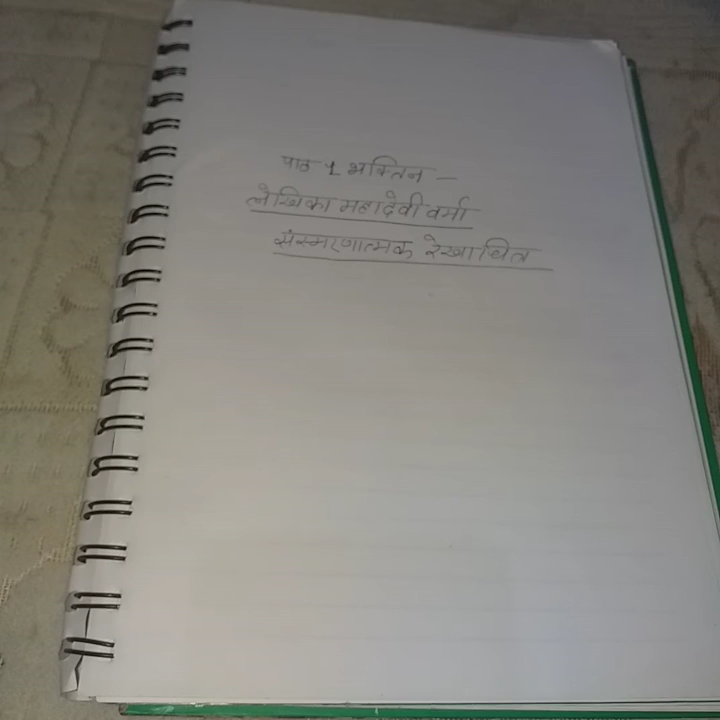 पाठ 1 भक्तिन -
लेखिका महादेवी वर्मा
संस्मरणात्मक रेखाचित्र